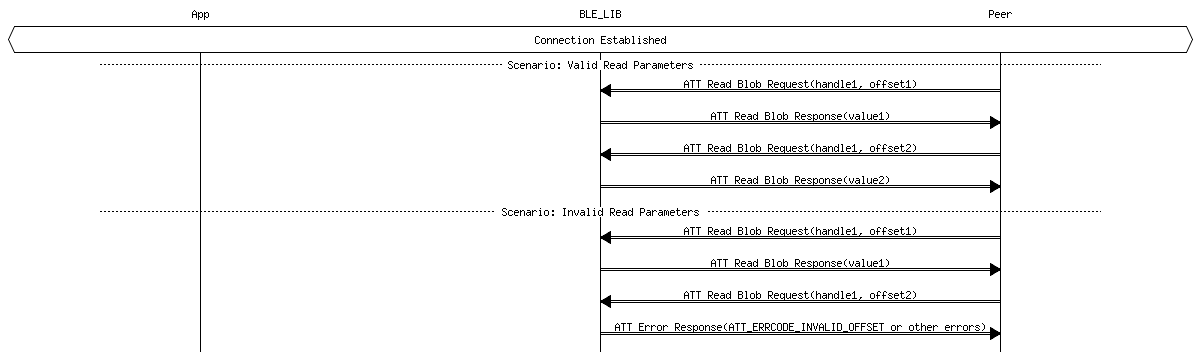 App BLE_LIB Peer
Connection Established
Scenario: Valid Read Parameters
ATT Read Blob Request(handle1, offset1)
ATT Read Blob Response(value1)
ATT Read Blob Request(handle1, offset2)
ATT Read Blob Response(value2)
Scenario: Invalid Read Parameters
ATT Read Blob Request(handle1, offset1)
ATT Read Blob Response(value1)
ATT Read Blob Request(handle1, offset2)
ATT Error Response(ATT_ERRCODE_INVALID_OFFSET or other errors)